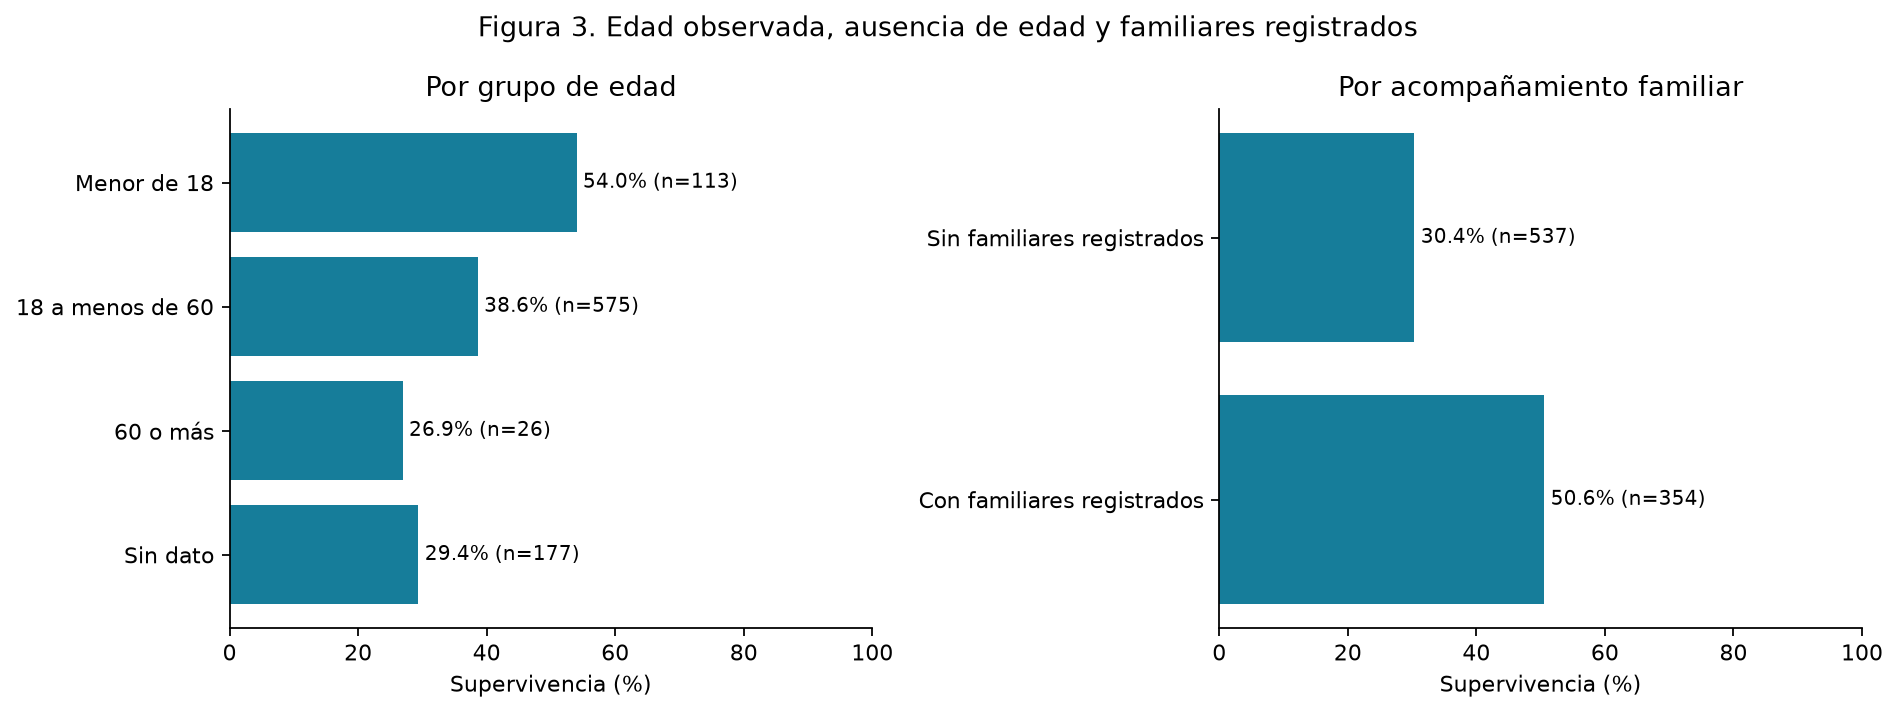 Figura 3. Edad observada, ausencia de edad y familiares registrados
Por grupo de edad
Menor de 18
54.0% (n=113)
18 a menos de 60
38.6% (n=575)
60 o más
26.9% (n=26)
Sin dato
29.4% (n=177)
0 20 40 60 80 100
Supervivencia (%)
Por acompañamiento familiar
Sin familiares registrados
30.4% (n=537)
Con familiares registrados
50.6% (n=354)
0 20 40 60 80 100
Supervivencia (%)